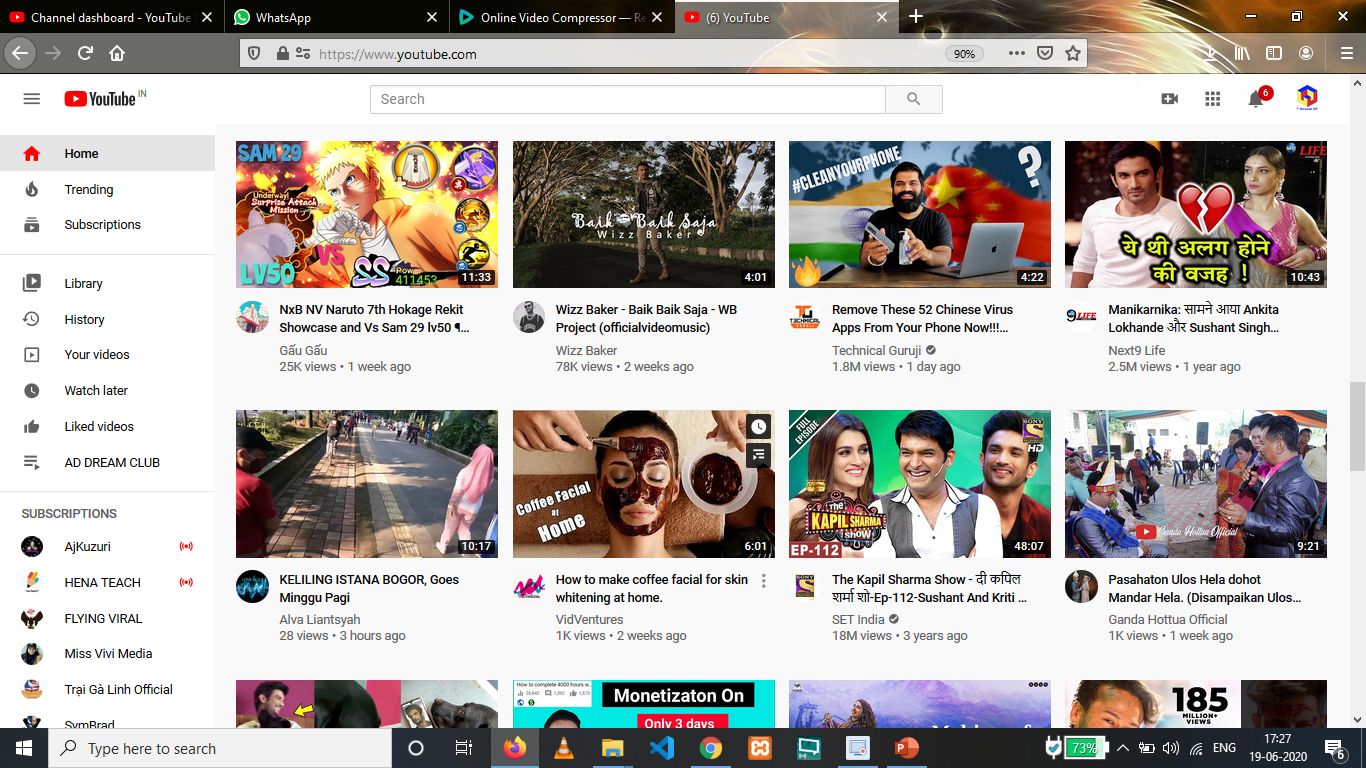 Channel dashboard - YouTube
WhatsApp
Online Video Compressor — Re
(6) YouTube
https://www.youtube.com
90%
YouTube IN
Search
6
Home
Trending
Subscriptions
Library
History
Your videos
Watch later
Liked videos
AD DREAM CLUB
SUBSCRIPTIONS
AjKuzuri
HENA TEACH
FLYING VIRAL
Miss Vivi Media
Trại Gà Linh Official
SymBrad
SAM 29
Underway!
Surprise Attack
Mission
VS
LV50
SS
Pow
411453
11:33
NxB NV Naruto 7th Hokage Rekit
Showcase and Vs Sam 29 lv50 ¶...
Gấu Gấu
25K views • 1 week ago
Baik Baik Saja
Wizz Baker
4:01
Wizz Baker - Baik Baik Saja - WB
Project (officialvideomusic)
Wizz Baker
78K views • 2 weeks ago
#CLEANYOURPHONE
?
4:22
Remove These 52 Chinese Virus
Apps From Your Phone Now!!!...
Technical Guruji
1.8M views • 1 day ago
LIFE
ये थी अलग होने
की वजह !
10:43
Manikarnika: सामने आया Ankita
Lokhande और Sushant Singh...
Next9 Life
2.5M views • 1 year ago
10:17
KELILING ISTANA BOGOR, Goes
Minggu Pagi
Alva Liantsyah
28 views • 3 hours ago
Coffee Facial
at
Home
6:01
How to make coffee facial for skin
whitening at home.
VidVentures
1K views • 2 weeks ago
FULL
EPISODE
SONY
SET
HD
The
KAPIL SHARMA
SHOW
EP-112
48:07
The Kapil Sharma Show - दी कपिल
शर्मा शो-Ep-112-Sushant And Kriti ...
SET India
18M views • 3 years ago
Ganda Hottua Official
9:21
Pasahaton Ulos Hela dohot
Mandar Hela. (Disampaikan Ulos...
Ganda Hottua Official
1K views • 1 week ago
How to complete 4000 hours w...
26,842
1,392
1,573
Monetizaton On
Only 3 days
185
MILLION+
VIEWS
Type here to search
73%
ENG
17:27
19-06-2020
6